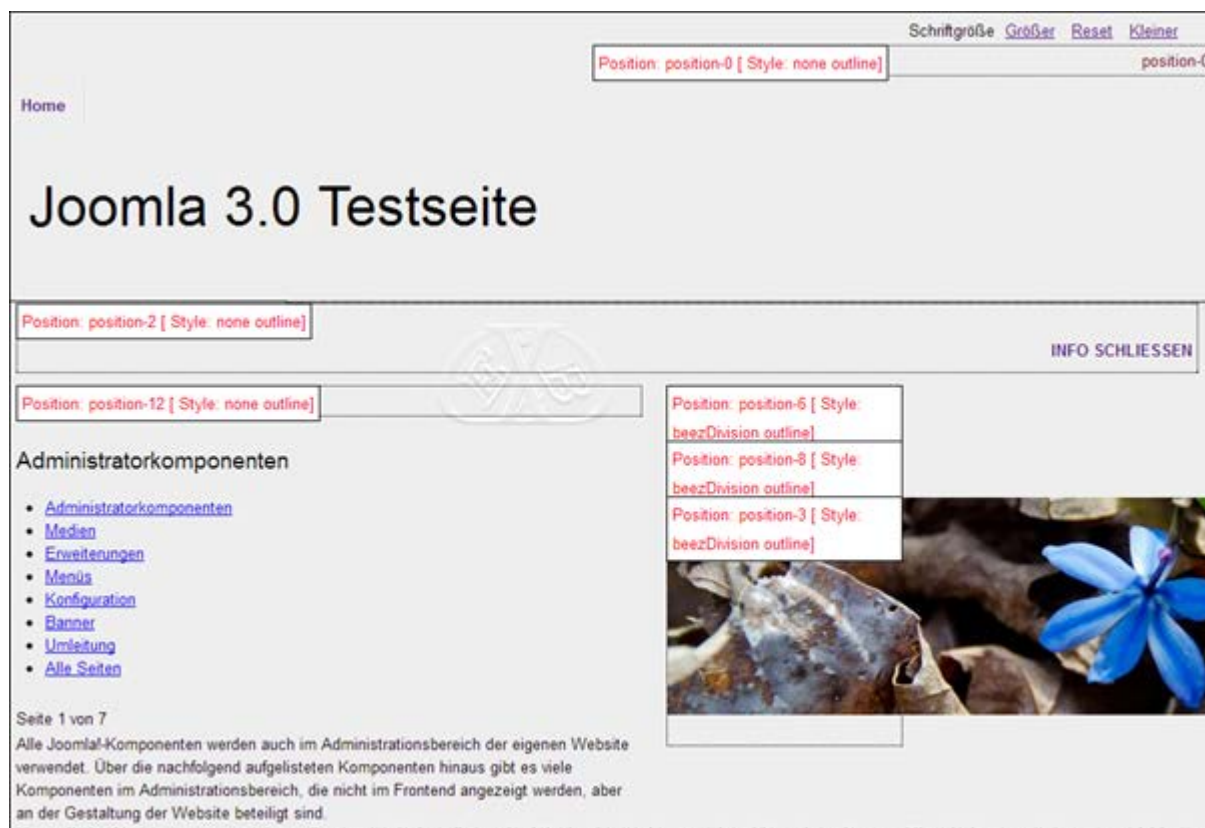 Schriftgröße Größer Reset Kleiner
Position: position-0 [ Style: none outline]
position-0
Home
Joomla 3.0 Testseite
Position: position-2 [ Style: none outline]
INFO SCHLIESSEN
Position: position-12 [ Style: none outline]
Administratorkomponenten
Administratorkomponenten
Medien
Erweiterungen
Menüs
Konfiguration
Banner
Umleitung
Alle Seiten
Seite 1 von 7
Alle Joomla!-Komponenten werden auch im Administrationsbereich der eigenen Website
verwendet. Über die nachfolgend aufgelisteten Komponenten hinaus gibt es viele
Komponenten im Administrationsbereich, die nicht im Frontend angezeigt werden, aber
an der Gestaltung der Website beteiligt sind.
Position: position-6 [ Style:
beezDivision outline]
Position: position-8 [ Style:
beezDivision outline]
Position: position-3 [ Style:
beezDivision outline]